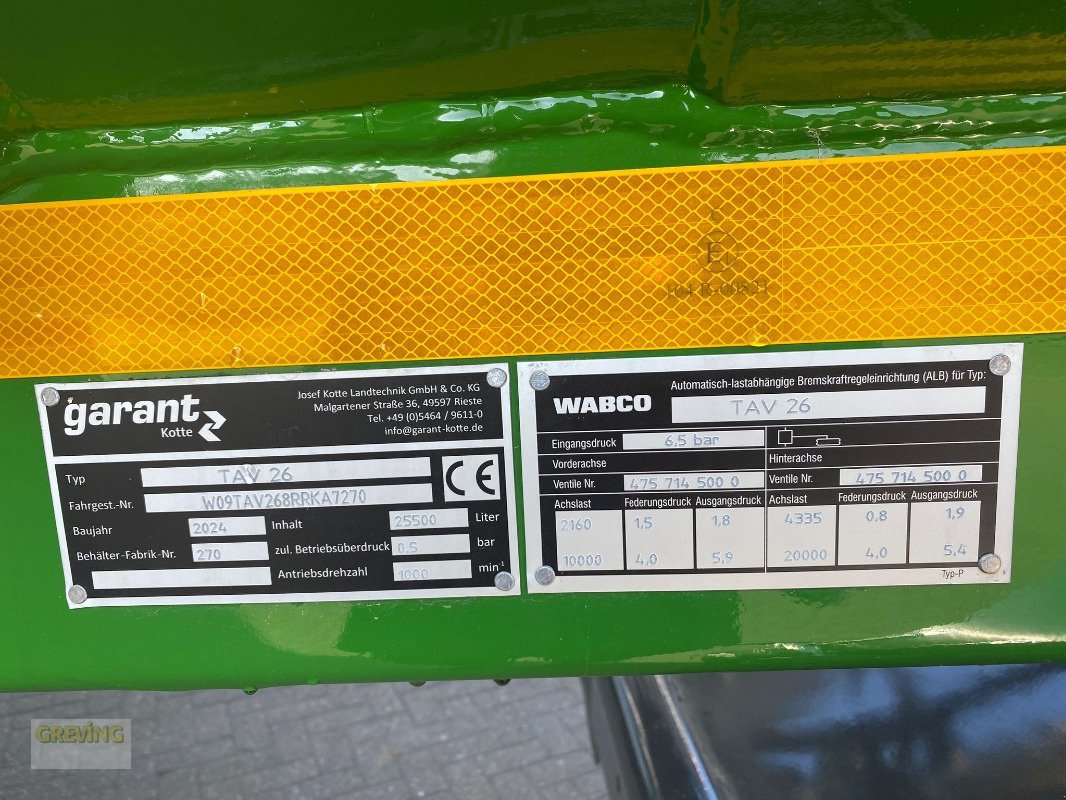 E
104 R-00821
garant
Kotte
Josef Kotte Landtechnik GmbH & Co. KG
Malgartener Straße 36, 49597 Rieste
Tel. +49 (0)5464 / 9611-0
info@garant-kotte.de
Typ TAV 26
CE
Fahrgest.-Nr. W09TAV268RRKA7270
Baujahr 2024 Inhalt 25500 Liter
Behälter-Fabrik-Nr. 270 zul. Betriebsüberdruck 0,5 bar
Antriebsdrehzahl 1000 min-1
WABCO
Automatisch-lastabhängige Bremskraftregeleinrichtung (ALB) für Typ:
TAV 26
Eingangsdruck 6,5 bar
Vorderachse Hinterachse
Ventile Nr. 475 714 500 0 Ventile Nr. 475 714 500 0
Achslast Federungsdruck Ausgangsdruck Achslast Federungsdruck Ausgangsdruck
2160 1,5 1,8 4335 0,8 1,9
10000 4,0 5,9 20000 4,0 5,4
Typ-P
GREVING